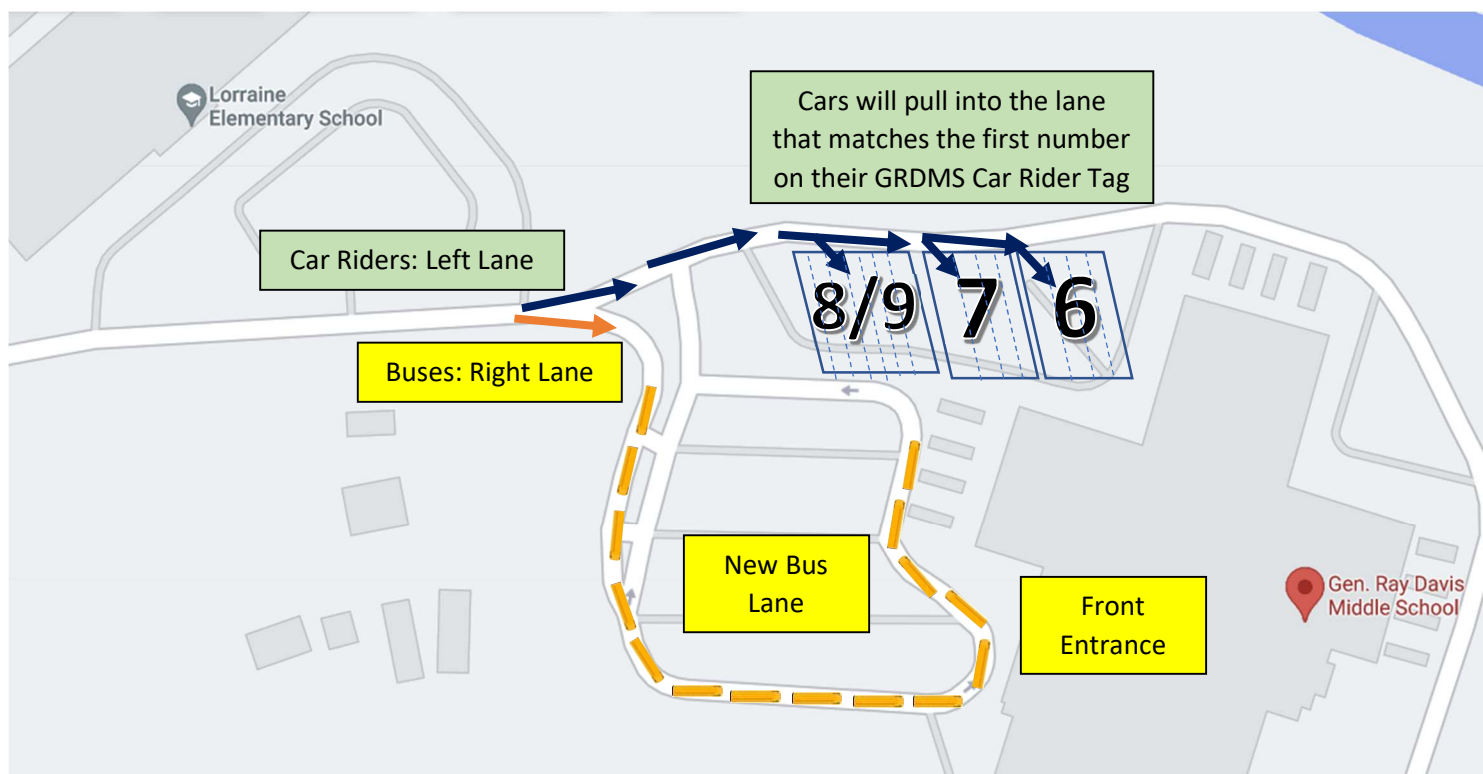 Lorraine
Elementary School
Cars will pull into the lane
that matches the first number
on their GRDMS Car Rider Tag
Car Riders: Left Lane
8/9
7
6
Buses: Right Lane
New Bus
Lane
Front
Entrance
Gen. Ray Davis
Middle School